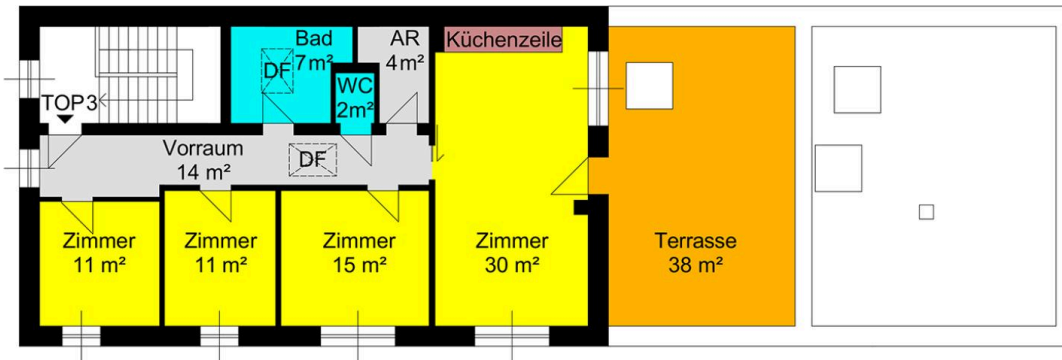 Bad
7m²
DF
AR
4m²
Küchenzeile
WC
2m²
TOP3
Vorraum
14 m²
DF
Zimmer
11 m²
Zimmer
11 m²
Zimmer
15 m²
Zimmer
30 m²
Terrasse
38 m²